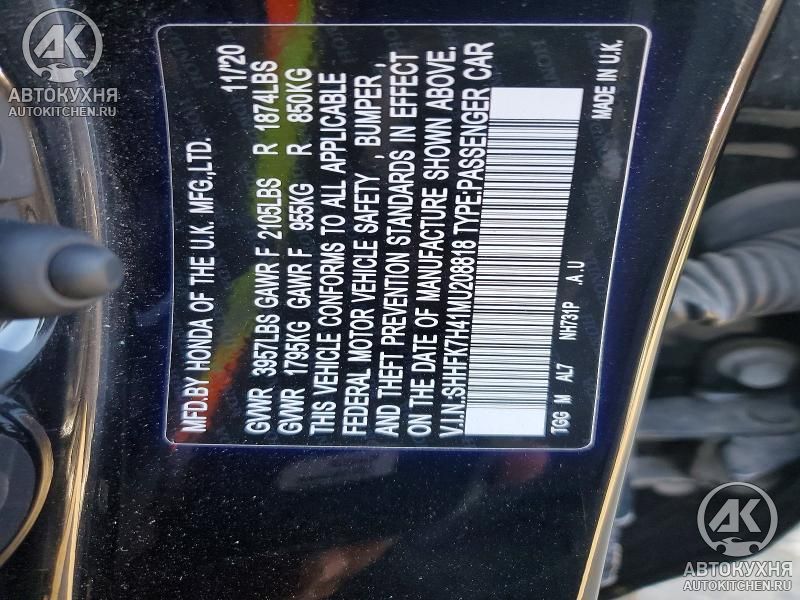 MFD.BY HONDA OF THE U.K. MFG.,LTD. 11/20
GVWR 3957LBS GAWR F 2105LBS R 1874LBS
GVWR 1795KG GAWR F 955KG R 850KG
THIS VEHICLE CONFORMS TO ALL APPLICABLE
FEDERAL MOTOR VEHICLE SAFETY , BUMPER ,
AND THEFT PREVENTION STANDARDS IN EFFECT
ON THE DATE OF MANUFACTURE SHOWN ABOVE.
V.I.N.:SHHFK7H41MU208818 TYPE:PASSENGER CAR
TGG M AL7 NH731P .A.U MADE IN U.K.
АК
АВТОКУХНЯ
AUTOKITCHEN.RU
АК
АВТОКУХНЯ
AUTOKITCHEN.RU